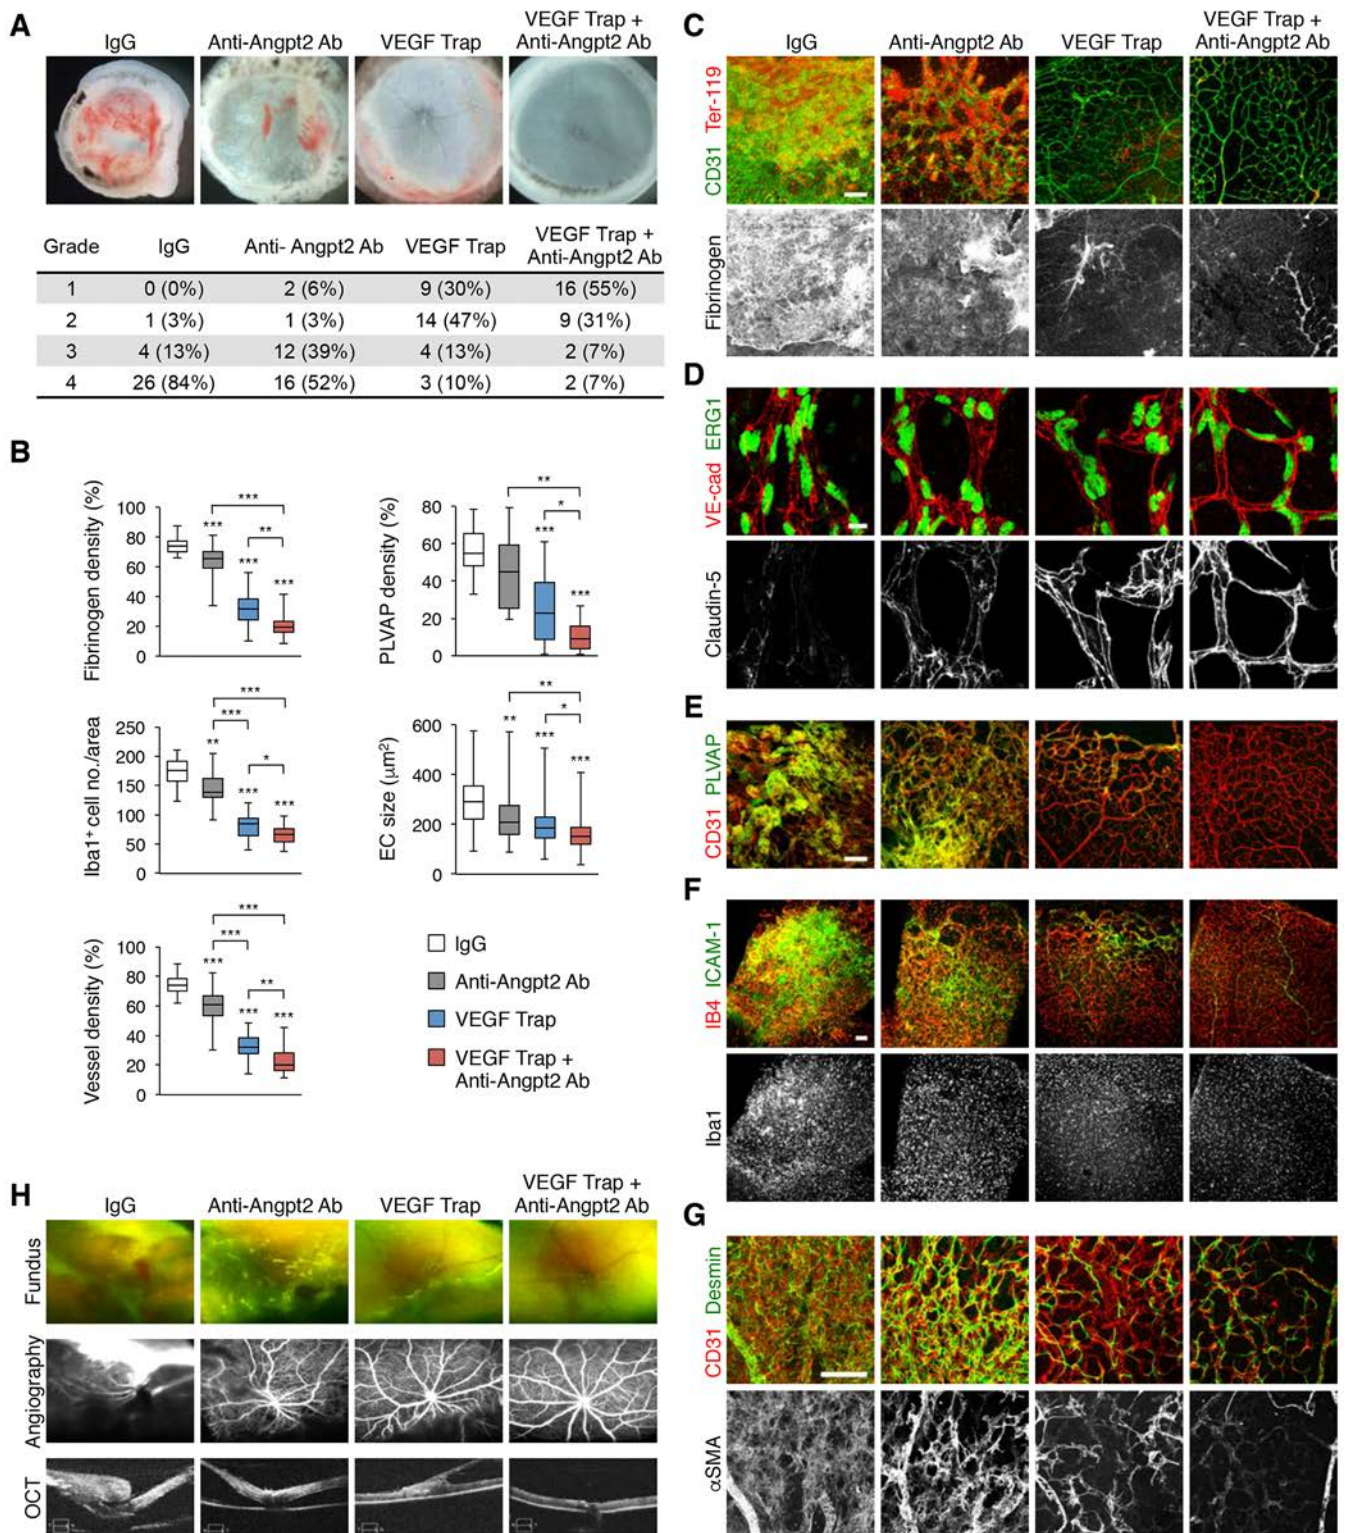 A
IgG
Anti-Angpt2 Ab
VEGF Trap
VEGF Trap +
Anti-Angpt2 Ab
Grade IgG Anti- Angpt2 Ab VEGF Trap VEGF Trap +
Anti-Angpt2 Ab
1 0 (0%) 2 (6%) 9 (30%) 16 (55%)
2 1 (3%) 1 (3%) 14 (47%) 9 (31%)
3 4 (13%) 12 (39%) 4 (13%) 2 (7%)
4 26 (84%) 16 (52%) 3 (10%) 2 (7%)
B
Fibrinogen density (%)
100
80
60
40
20
0
***
***
***
**
***
PLVAP density (%)
80
60
40
20
0
**
*
***
***
Iba1⁺ cell no./area
250
200
150
100
50
0
***
***
**
*
***
***
EC size (μm²)
600
400
200
0
**
*
**
***
***
Vessel density (%)
100
80
60
40
20
0
***
***
***
**
***
***
IgG
Anti-Angpt2 Ab
VEGF Trap
VEGF Trap +
Anti-Angpt2 Ab
C
IgG
Anti-Angpt2 Ab
VEGF Trap
VEGF Trap +
Anti-Angpt2 Ab
CD31 Ter-119
Fibrinogen
D
VE-cad ERG1
Claudin-5
E
CD31 PLVAP
F
IB4 ICAM-1
Iba1
G
CD31 Desmin
αSMA
H
IgG
Anti-Angpt2 Ab
VEGF Trap
VEGF Trap +
Anti-Angpt2 Ab
Fundus
Angiography
OCT